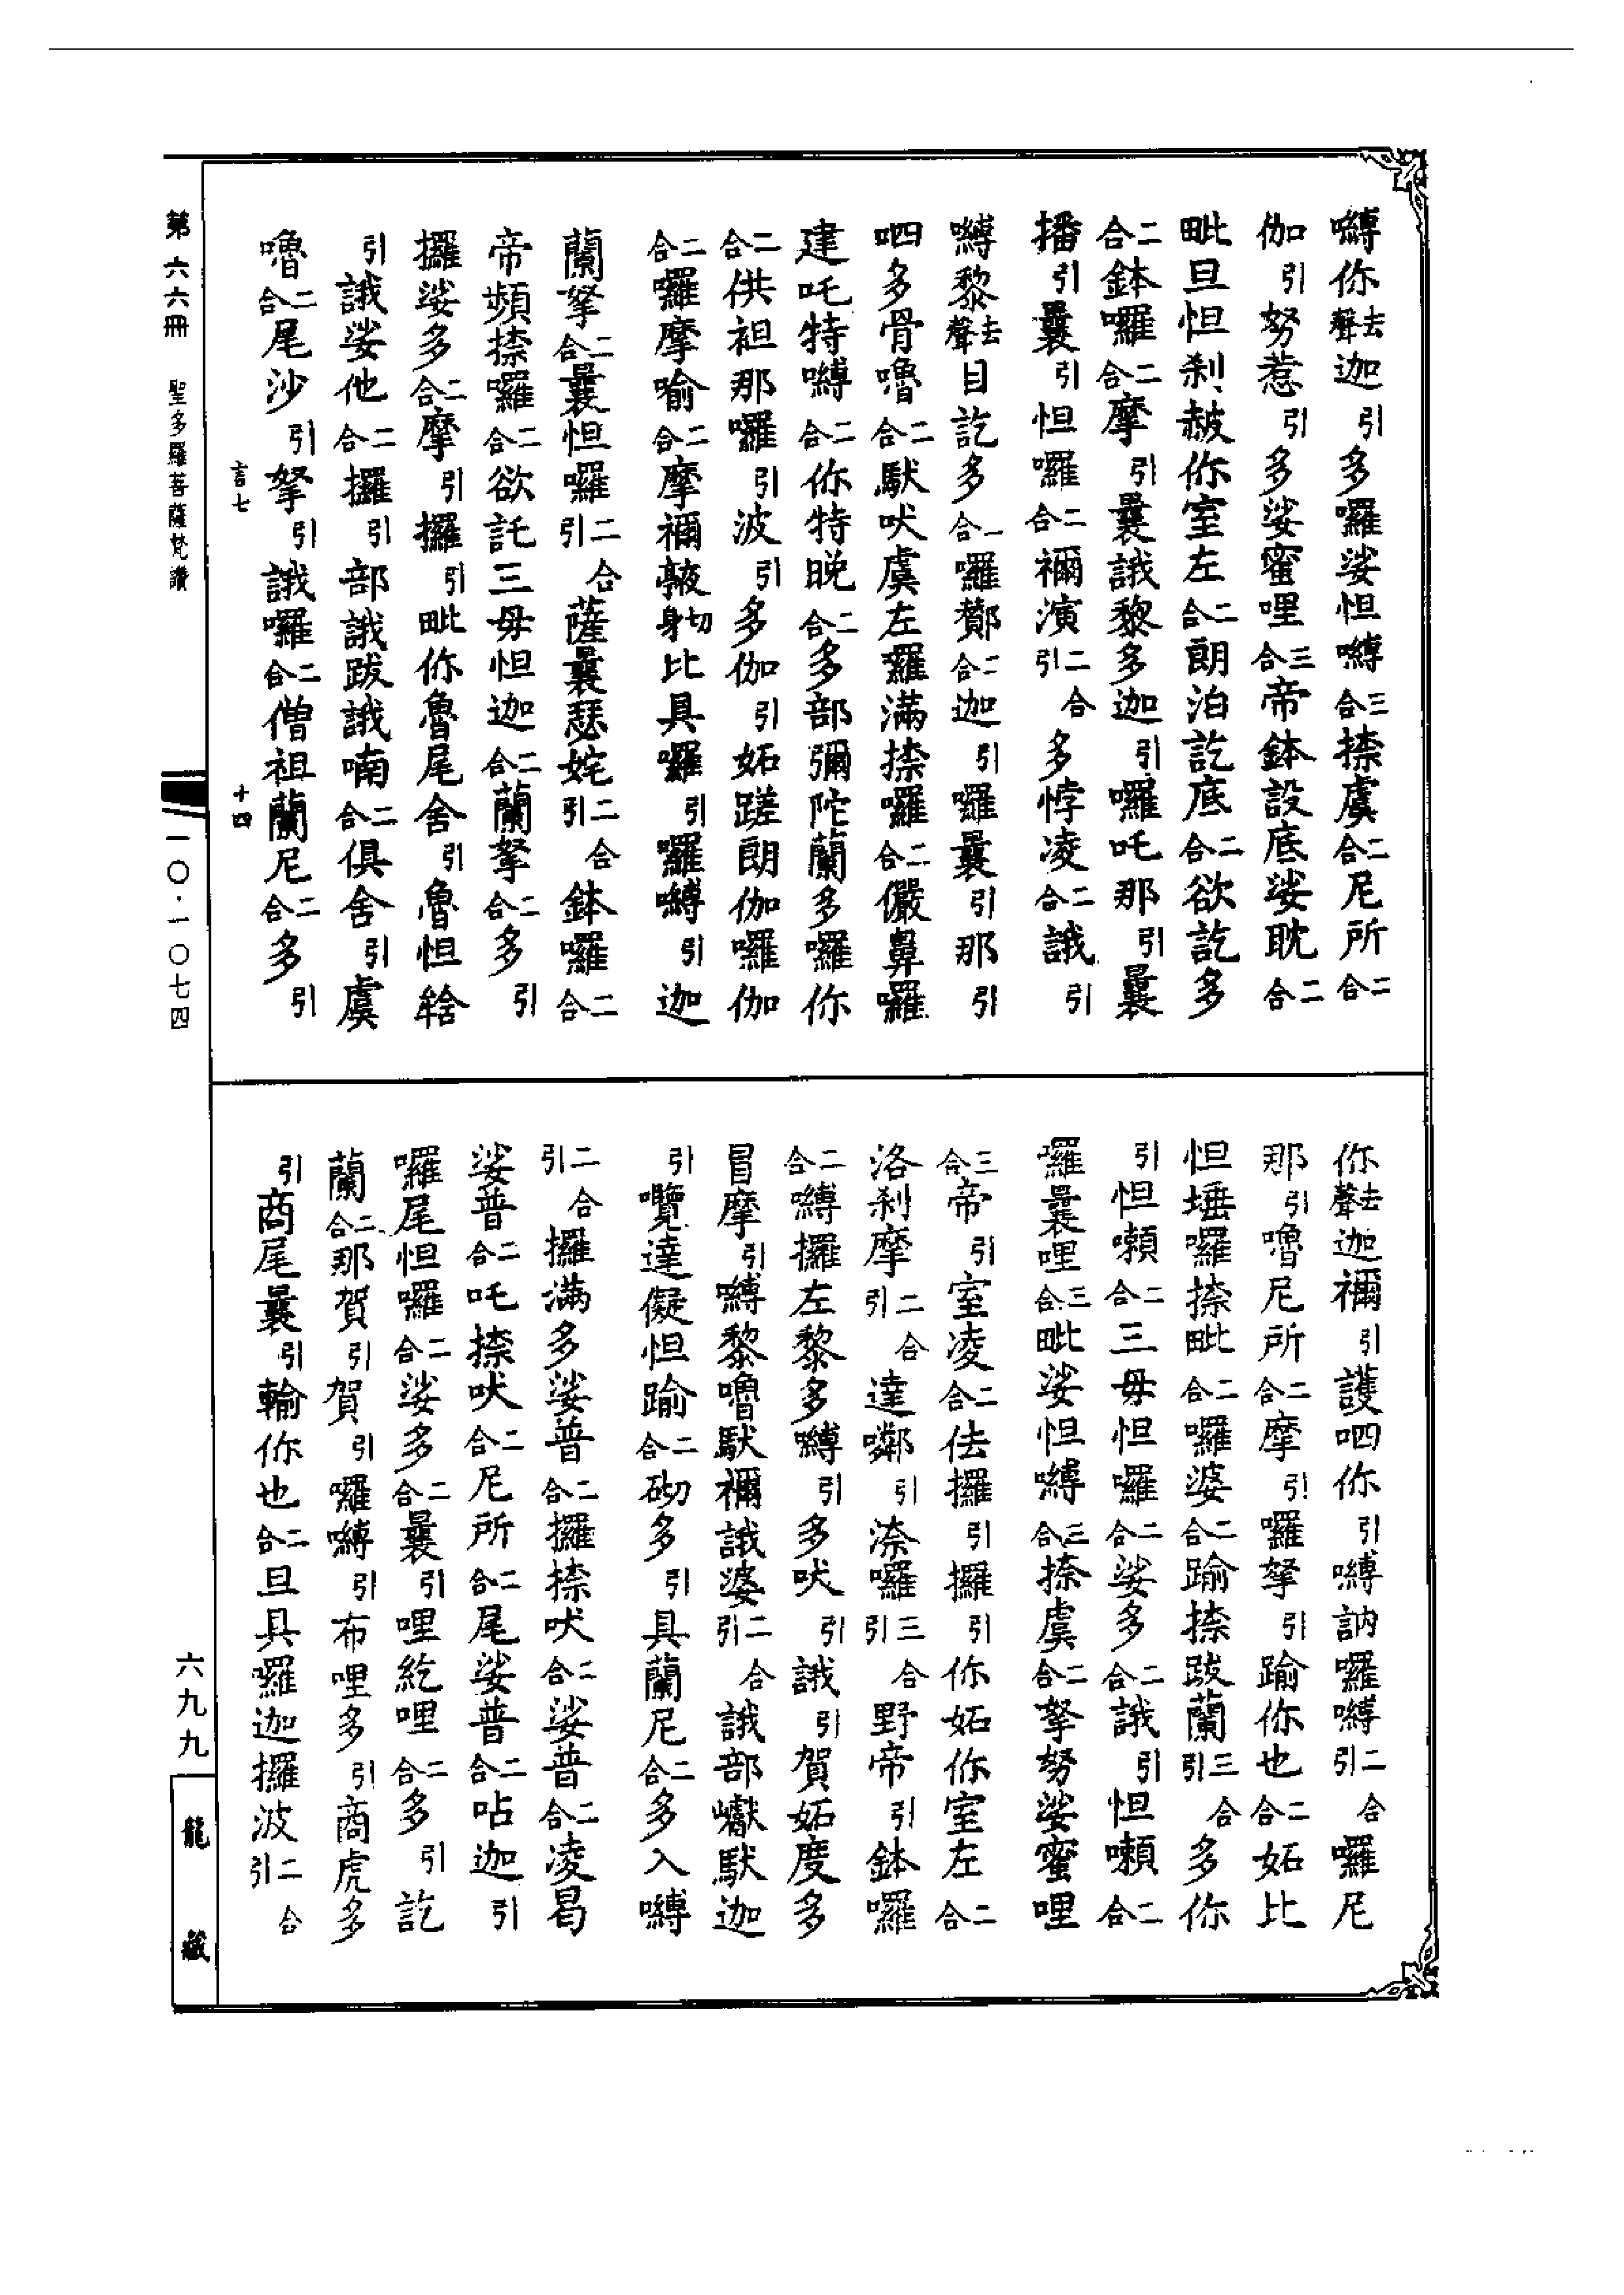 嚩你去聲迦引多囉娑怛嚩三合捺虞二合尼所二合
伽引努惹引多娑蜜哩三合帝鉢設底娑耽二合
毗旦怛刹赦你室左二合朗泊訖底二合欲訖多
二合鉢囉二合摩引曩誐黎多迦引囉吒那引曩
播引曩引怛囉二合禰演二合引多悖凌二合誐引
嚩黎去聲目訖多二合囉鄼二合迦引囉曩引那引
呬多骨嚕二合馱吠虞左囉滿捺囉二合儼鼻囉
建吒特嚩二合你特晚二合多部彌陀蘭多囉你
二合供袒那囉引波引多伽引妬蹉朗伽囉伽
二合囉摩喻二合摩禰比具囉引囉嚩引迦
蘭拏二合曩怛囉二合引薩曩瑟姹二合引鉢囉二合
帝頻捺囉二合欲託三毋怛迦二合蘭拏二合多引
攞娑多二合摩引攞引毗你魯尾舍引魯怛
引誐娑他二合攞引部誐跋誐喃二合俱舍引虞
嚕二合尾沙引拏引誐囉二合僧祖蘭尼二合多引
言七
十四
你去聲迦禰引護呬你引嚩訥囉嚩二合引囉尼
那引嚕尼所二合摩引囉拏引踰你也二合妬比
怛埵囉捺毗二合囉婆二合踰捺跋蘭三合引多你
引怛囉二合三毋怛囉二合娑多二合誐引怛嚩二合
囉曩哩三合毗娑怛嚩三合捺虞二合拏努娑蜜哩
三合帝引室凌二合佉攞引攞引你妬你室左二合
洛刹摩二合引達鄰引渿囉三合引野帝引鉢囉
二合嚩攞左黎多嚩引多吠引誐引賀妬度多
冒摩引嚩黎嚕馱禰誐婆二合引誐部巘馱迦
引囕達儗怛踰二合砌多引具蘭尼二合多入嚩
二合引攞滿多娑普二合攞捺吠二合娑普二合凌曷
娑普二合吒捺吠二合尼所二合尾娑普二合呫迦引
囉尾怛囉二合娑多二合曩引哩紇哩二合多引訖
蘭二合那賀引賀引囉嚩引布哩多引商虎多
引商尾曩引輸你也二合旦具囉迦攞波二合引
第六六冊　聖多羅菩薩梵讚
一〇·一〇七四
六九九
龍藏